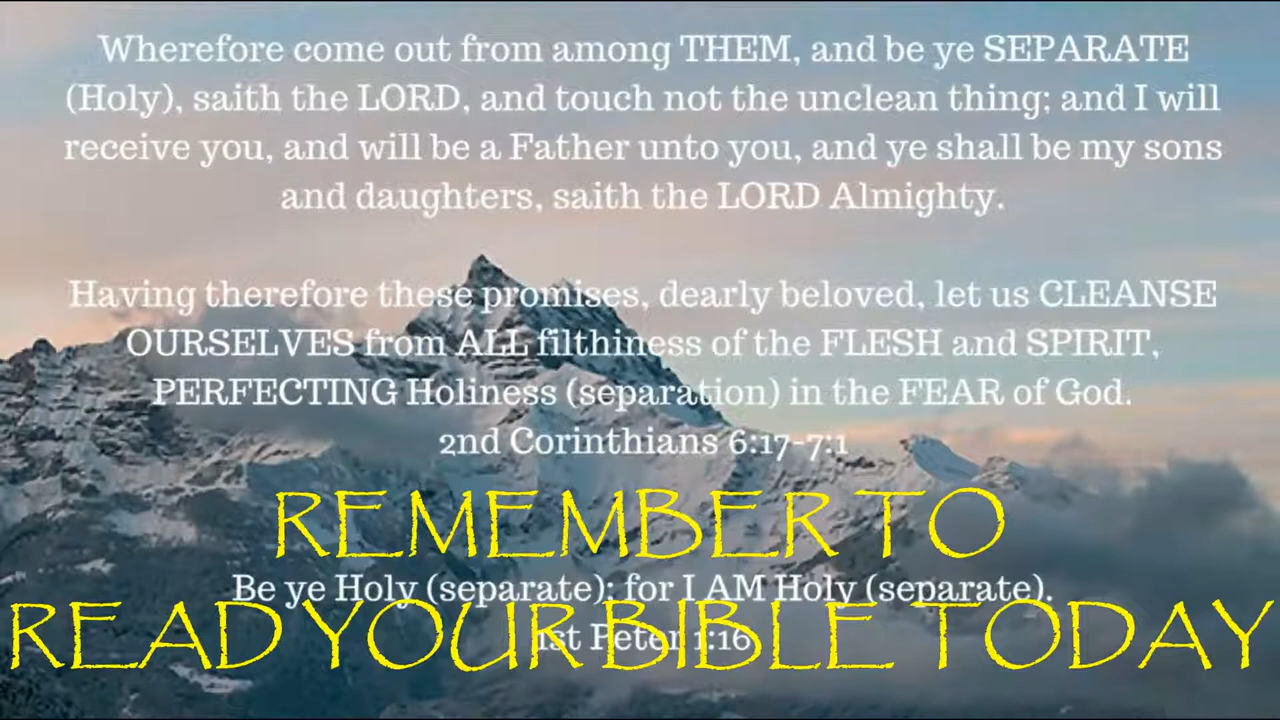 Wherefore come out from among THEM, and be ye SEPARATE
(Holy), saith the LORD, and touch not the unclean thing; and I will
receive you, and will be a Father unto you, and ye shall be my sons
and daughters, saith the LORD Almighty.
Having therefore these promises, dearly beloved, let us CLEANSE
OURSELVES from ALL filthiness of the FLESH and SPIRIT,
PERFECTING Holiness (separation) in the FEAR of God.
2nd Corinthians 6:17-7:1
REMEMBER TO
Be ye Holy (separate); for I AM Holy (separate).
READ YOUR BIBLE TODAY
1st Peter 1:16